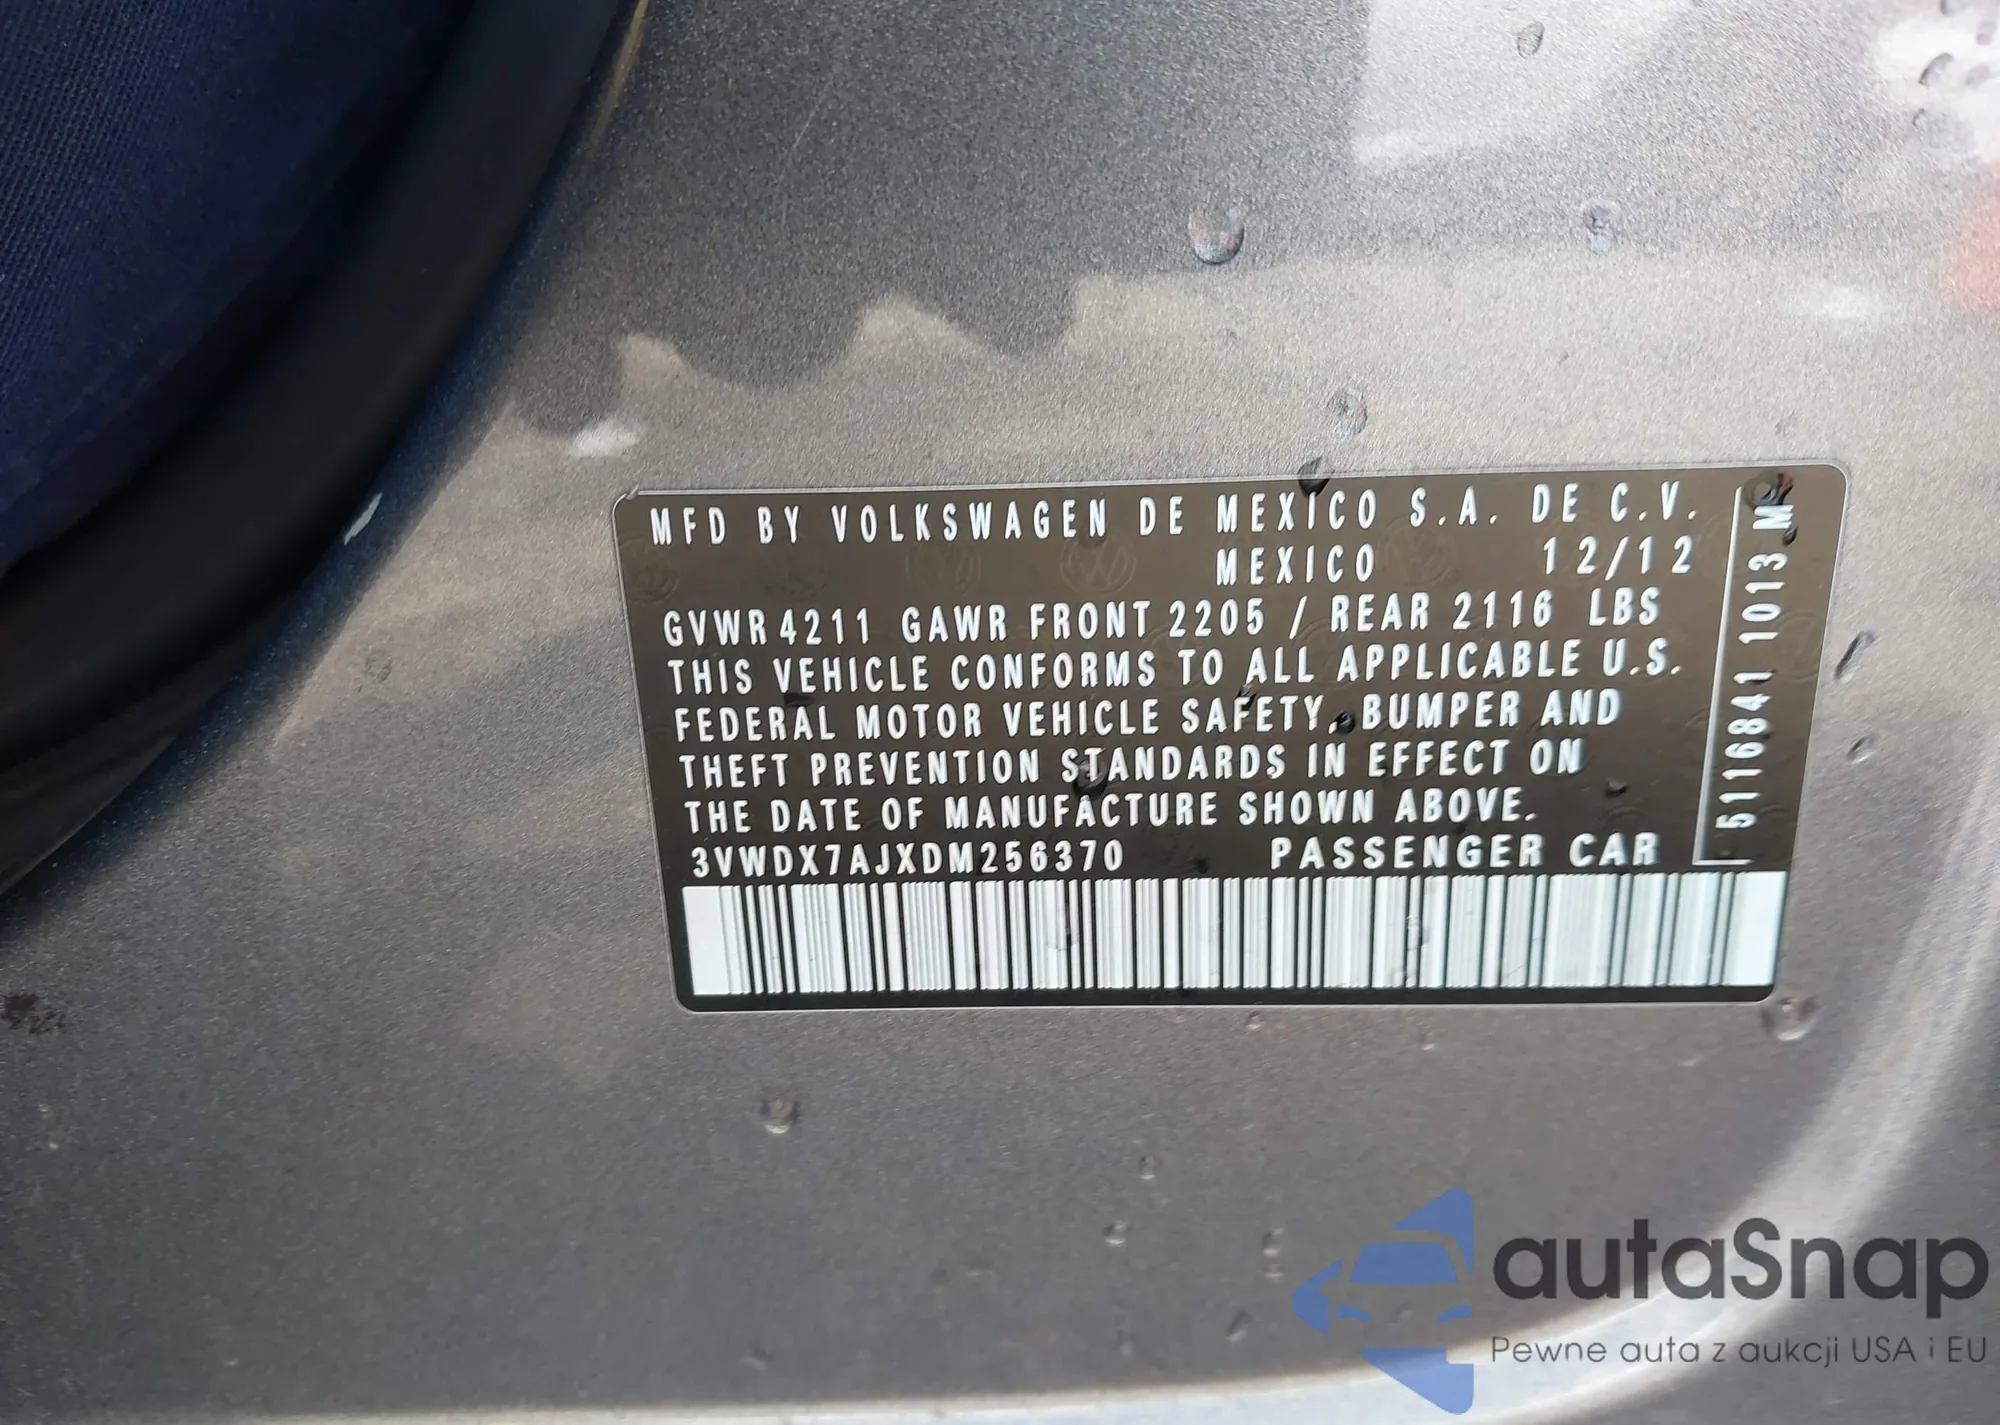 MFD BY VOLKSWAGEN DE MEXICO S.A. DE C.V.
MEXICO 12/12
GVWR 4211 GAWR FRONT 2205 / REAR 2116 LBS
THIS VEHICLE CONFORMS TO ALL APPLICABLE U.S.
FEDERAL MOTOR VEHICLE SAFETY, BUMPER AND
THEFT PREVENTION STANDARDS IN EFFECT ON
THE DATE OF MANUFACTURE SHOWN ABOVE.
3VWDX7AJXDM256370 PASSENGER CAR
5116841 1013 M
autaSnap
Pewne auta z aukcji USA i EU